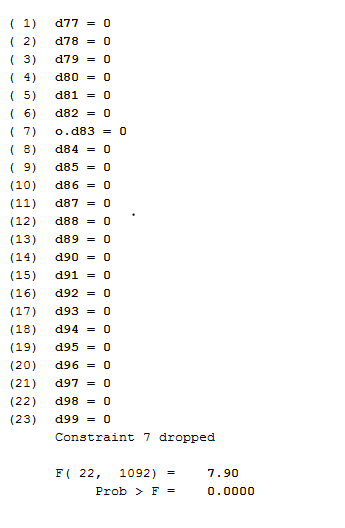 ( 1) d77 = 0
( 2) d78 = 0
( 3) d79 = 0
( 4) d80 = 0
( 5) d81 = 0
( 6) d82 = 0
( 7) o.d83 = 0
( 8) d84 = 0
( 9) d85 = 0
(10) d86 = 0
(11) d87 = 0
(12) d88 = 0
(13) d89 = 0
(14) d90 = 0
(15) d91 = 0
(16) d92 = 0
(17) d93 = 0
(18) d94 = 0
(19) d95 = 0
(20) d96 = 0
(21) d97 = 0
(22) d98 = 0
(23) d99 = 0
Constraint 7 dropped
F( 22, 1092) = 7.90
Prob > F = 0.0000